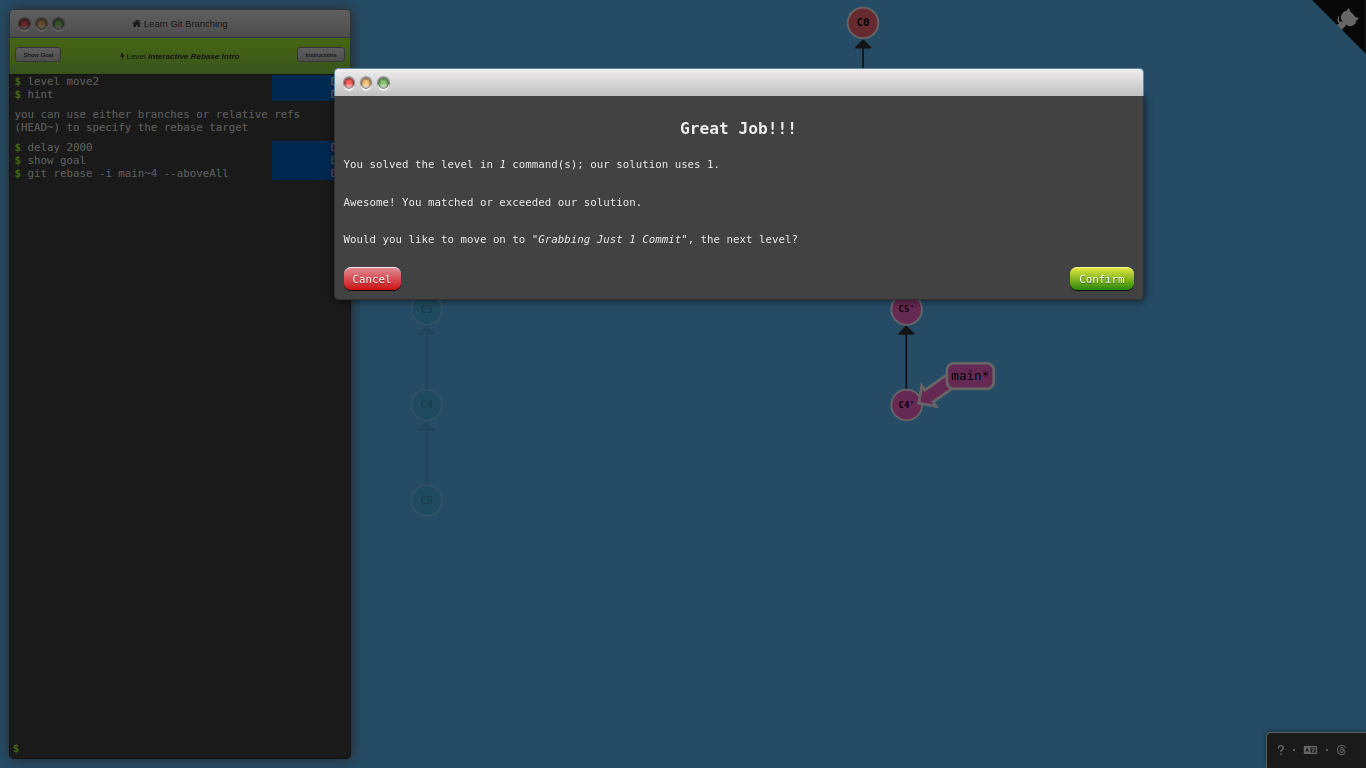 Learn Git Branching
Show Goal
Level Interactive Rebase Intro
Instructions
$ level move2
$ hint
you can use either branches or relative refs
(HEAD~) to specify the rebase target
$ delay 2000
$ show goal
$ git rebase -i main~4 --aboveAll
$
C0
Great Job!!!
You solved the level in 1 command(s); our solution uses 1.
Awesome! You matched or exceeded our solution.
Would you like to move on to "Grabbing Just 1 Commit", the next level?
Cancel
Confirm
C3
C5'
main*
C4
C4'
C5